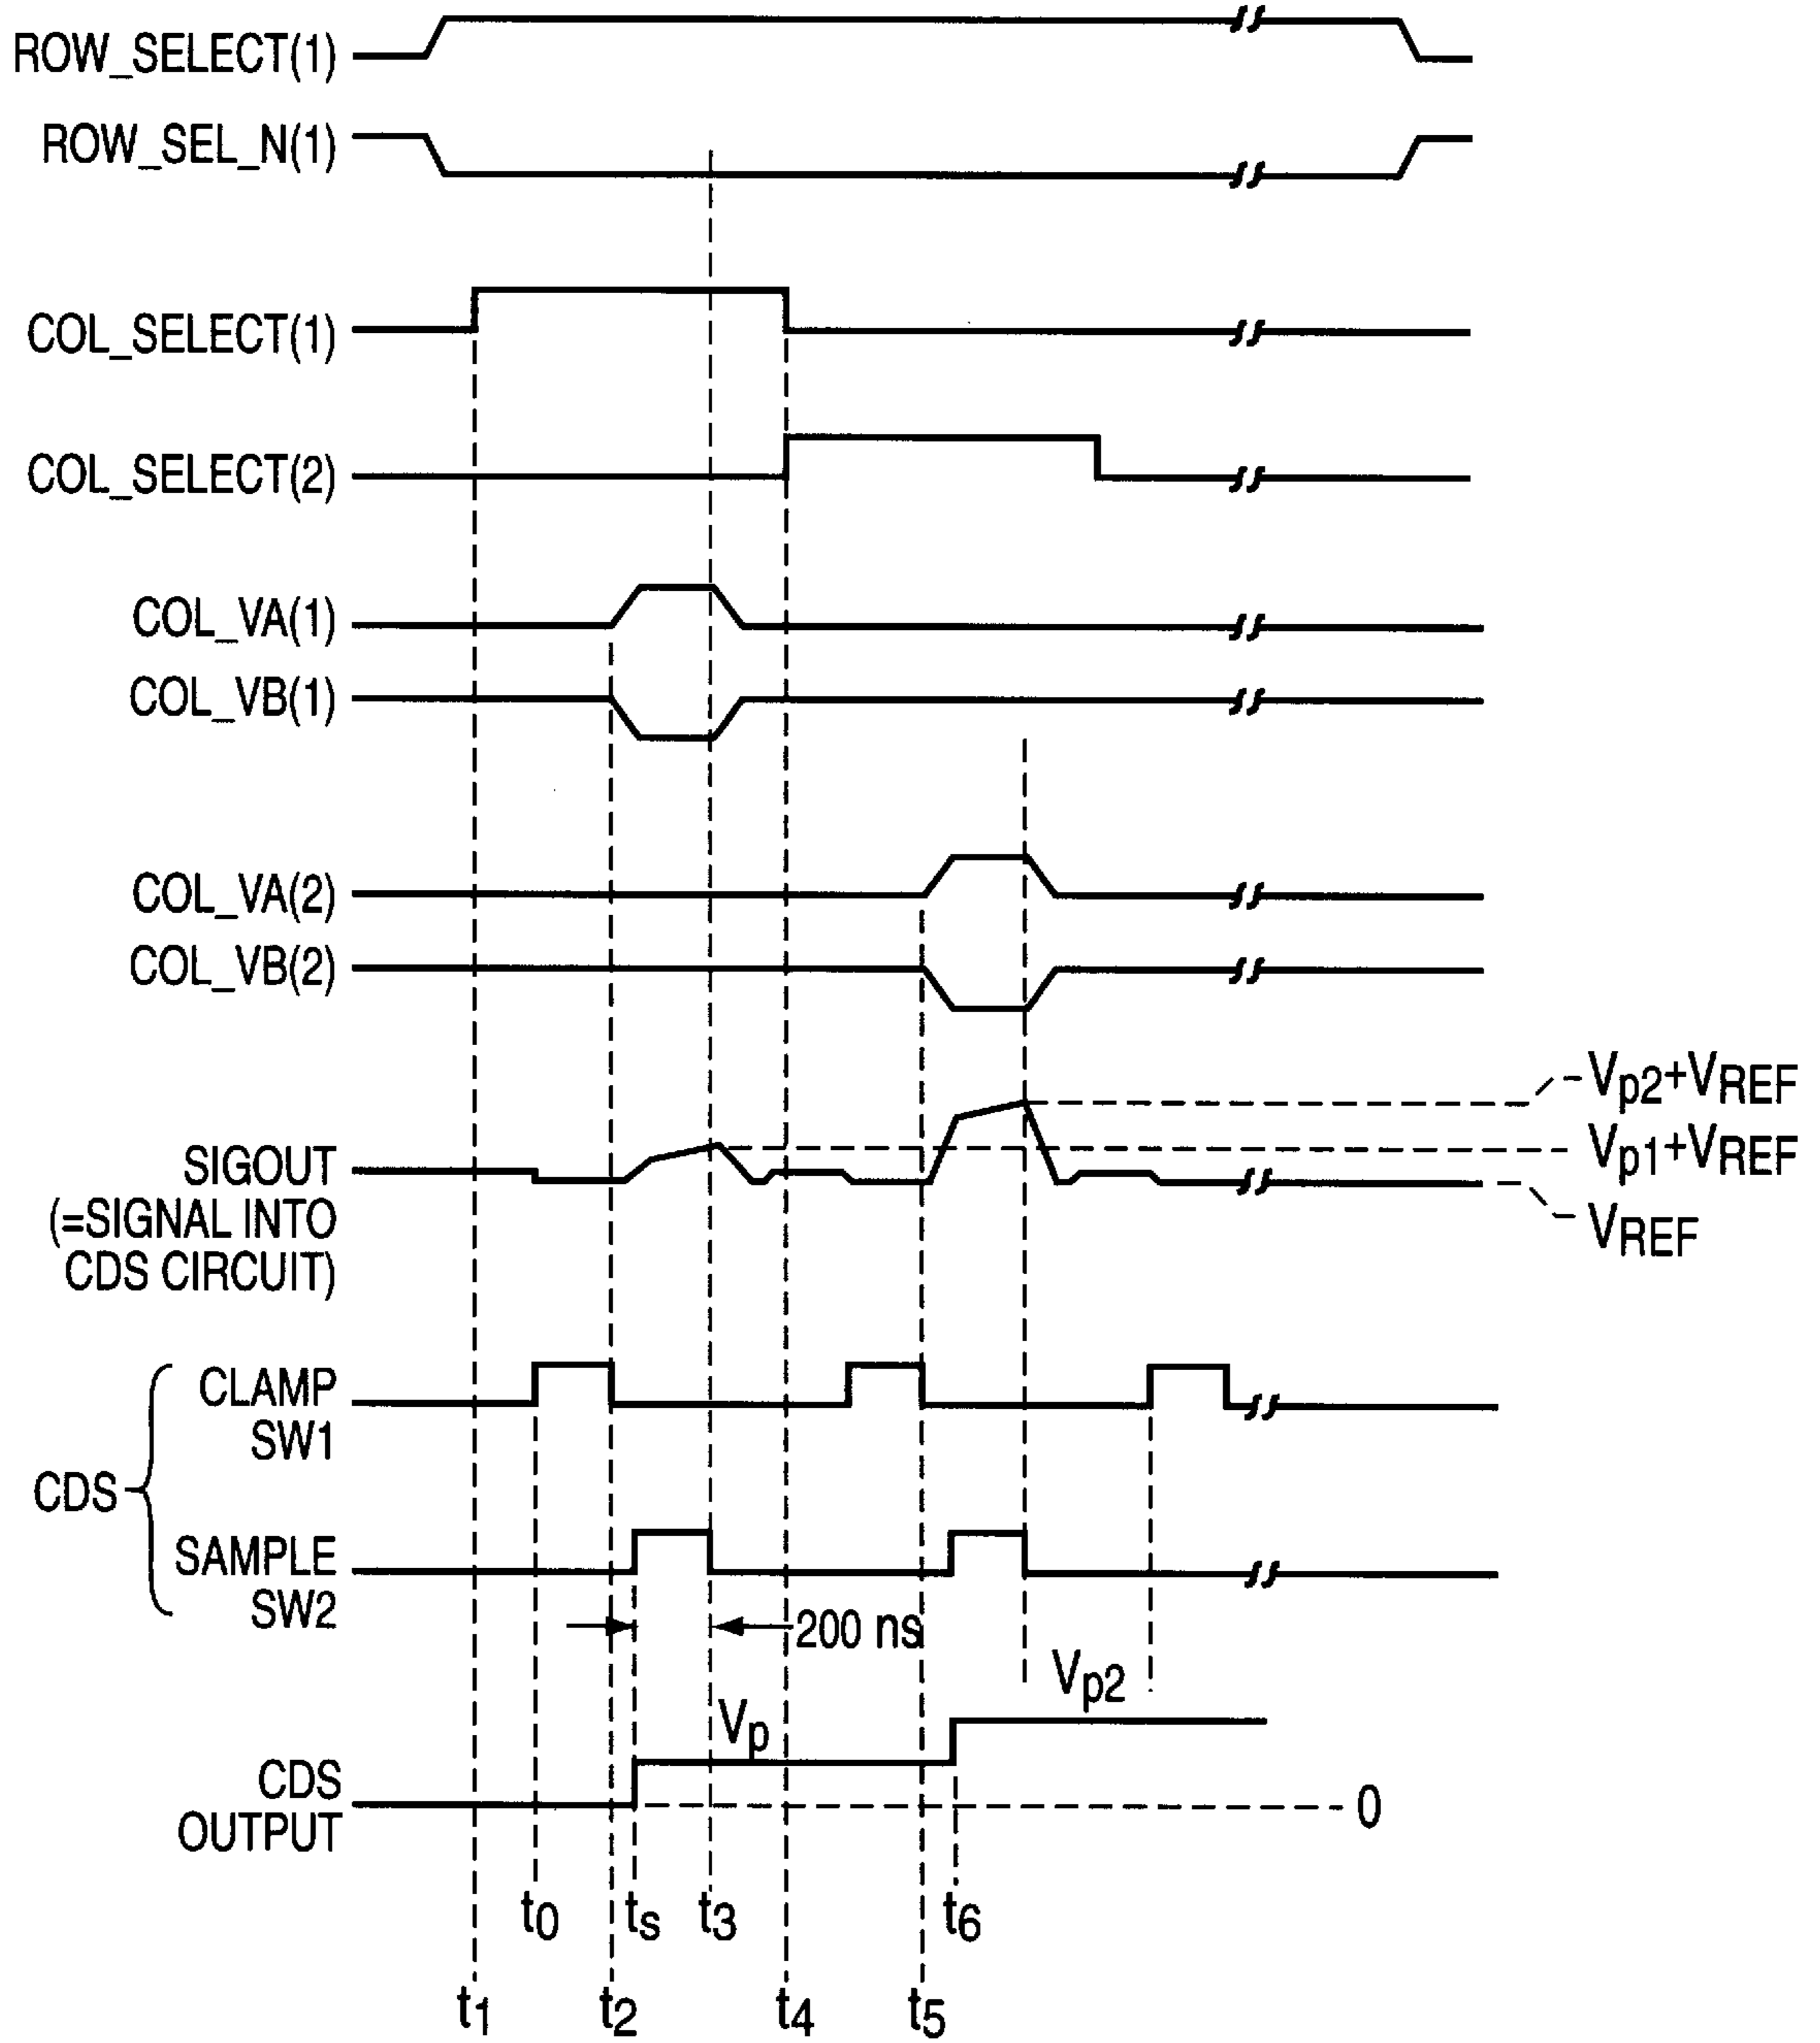 ROW_SELECT(1)
ROW_SEL_N(1)
COL_SELECT(1)
COL_SELECT(2)
COL_VA(1)
COL_VB(1)
COL_VA(2)
COL_VB(2)
Vp2+VREF
Vp1+VREF
VREF
SIGOUT
(=SIGNAL INTO
CDS CIRCUIT)
CDS
CLAMP
SW1
SAMPLE
SW2
200 ns
Vp
Vp2
CDS
OUTPUT
0
t0
ts
t3
t6
t1
t2
t4
t5